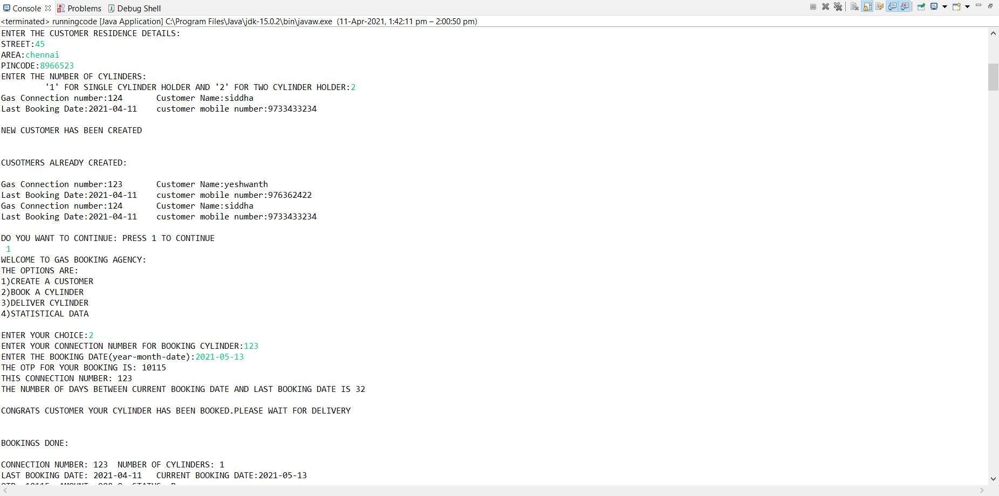 Console Problems Debug Shell
<terminated> runningcode [Java Application] C:\Program Files\Java\jdk-15.0.2\bin\javaw.exe (11-Apr-2021, 1:42:11 pm – 2:00:50 pm)
ENTER THE CUSTOMER RESIDENCE DETAILS:
STREET:45
AREA:chennai
PINCODE:8966523
ENTER THE NUMBER OF CYLINDERS:
'1' FOR SINGLE CYLINDER HOLDER AND '2' FOR TWO CYLINDER HOLDER:2
Gas Connection number:124 Customer Name:siddha
Last Booking Date:2021-04-11 customer mobile number:9733433234
NEW CUSTOMER HAS BEEN CREATED
CUSOTMERS ALREADY CREATED:
Gas Connection number:123 Customer Name:yeshwanth
Last Booking Date:2021-04-11 customer mobile number:976362422
Gas Connection number:124 Customer Name:siddha
Last Booking Date:2021-04-11 customer mobile number:9733433234
DO YOU WANT TO CONTINUE: PRESS 1 TO CONTINUE
1
WELCOME TO GAS BOOKING AGENCY:
THE OPTIONS ARE:
1)CREATE A CUSTOMER
2)BOOK A CYLINDER
3)DELIVER CYLINDER
4)STATISTICAL DATA
ENTER YOUR CHOICE:2
ENTER YOUR CONNECTION NUMBER FOR BOOKING CYLINDER:123
ENTER THE BOOKING DATE(year-month-date):2021-05-13
THE OTP FOR YOUR BOOKING IS: 10115
THIS CONNECTION NUMBER: 123
THE NUMBER OF DAYS BETWEEN CURRENT BOOKING DATE AND LAST BOOKING DATE IS 32
CONGRATS CUSTOMER YOUR CYLINDER HAS BEEN BOOKED.PLEASE WAIT FOR DELIVERY
BOOKINGS DONE:
CONNECTION NUMBER: 123 NUMBER OF CYLINDERS: 1
LAST BOOKING DATE: 2021-04-11 CURRENT BOOKING DATE:2021-05-13